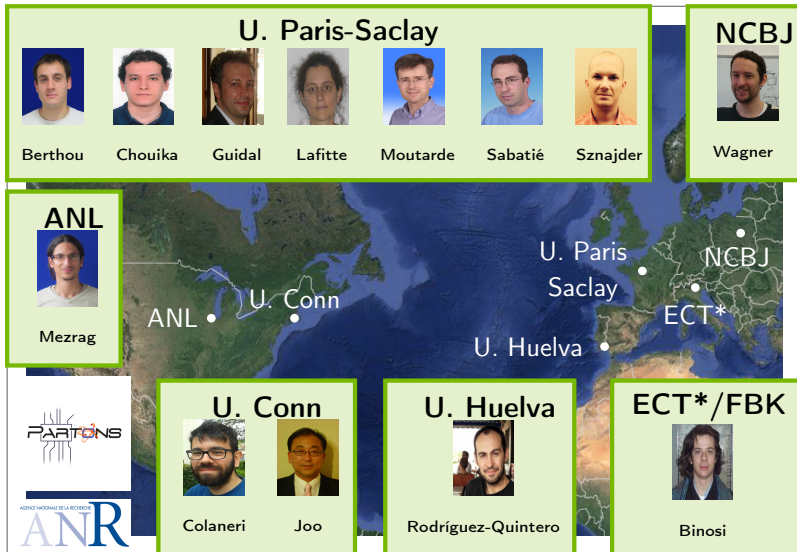 U. Paris-Saclay
Berthou Chouika Guidal Lafitte Moutarde Sabatié Sznajder
NCBJ
Wagner
ANL
Mezrag
ANL
U. Conn
U. Paris
Saclay
NCBJ
ECT*
U. Huelva
PARTONS
AGENCE NATIONALE DE LA RECHERCHE
ANR
U. Conn
Colaneri Joo
U. Huelva
Rodríguez-Quintero
ECT*/FBK
Binosi